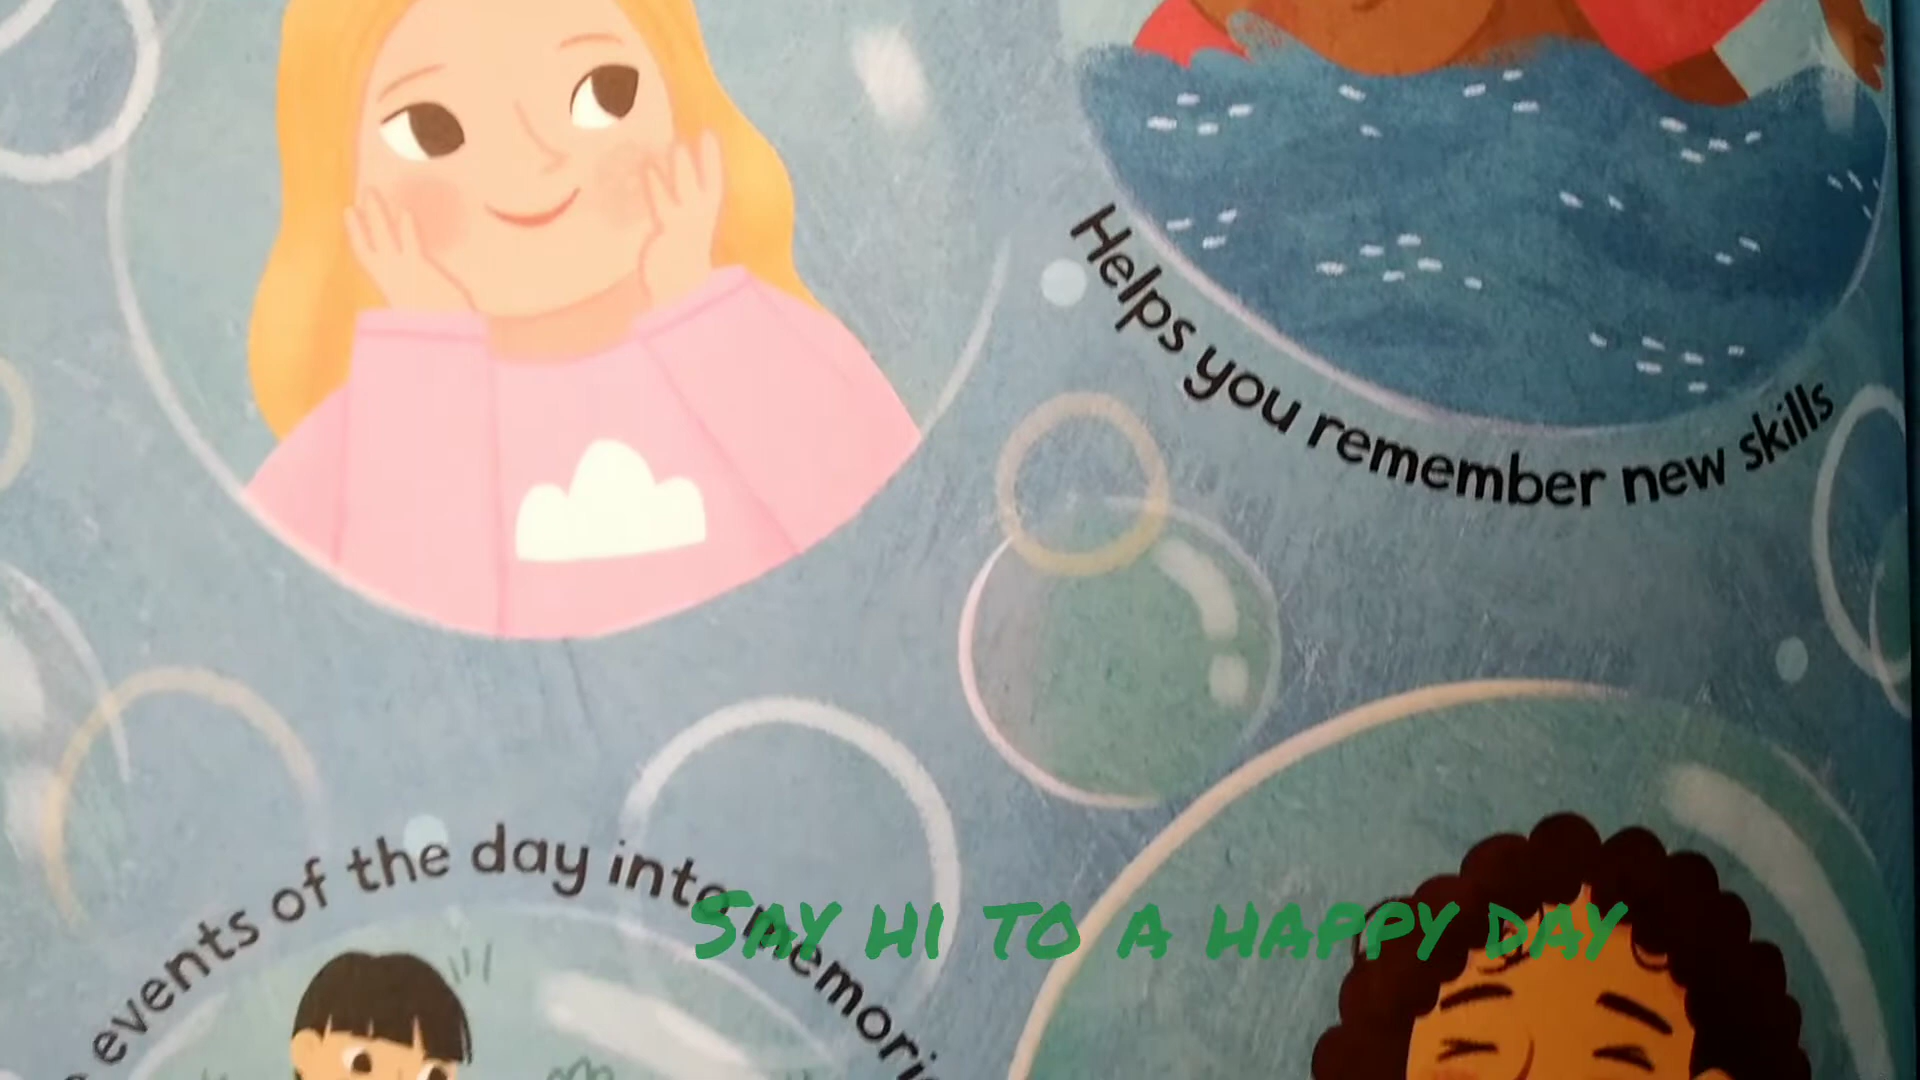 Helps you remember new skills
events of the day into
Say hi to a happy day